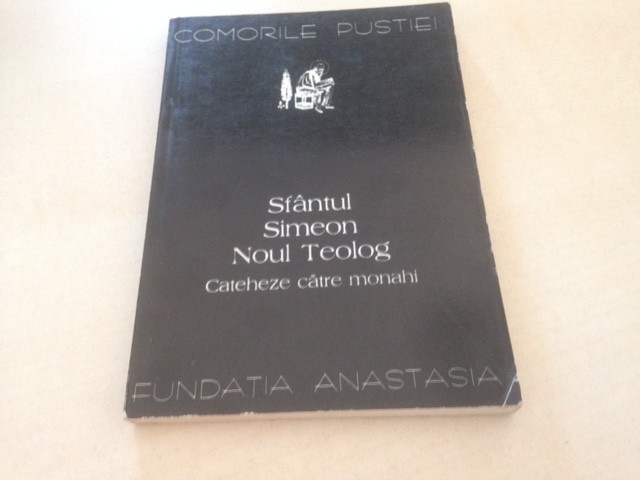 COMORILE PUSTIEI
Sfântul
Simeon
Noul Teolog
Cateheze către monahi
FUNDAȚIA ANASTASIA